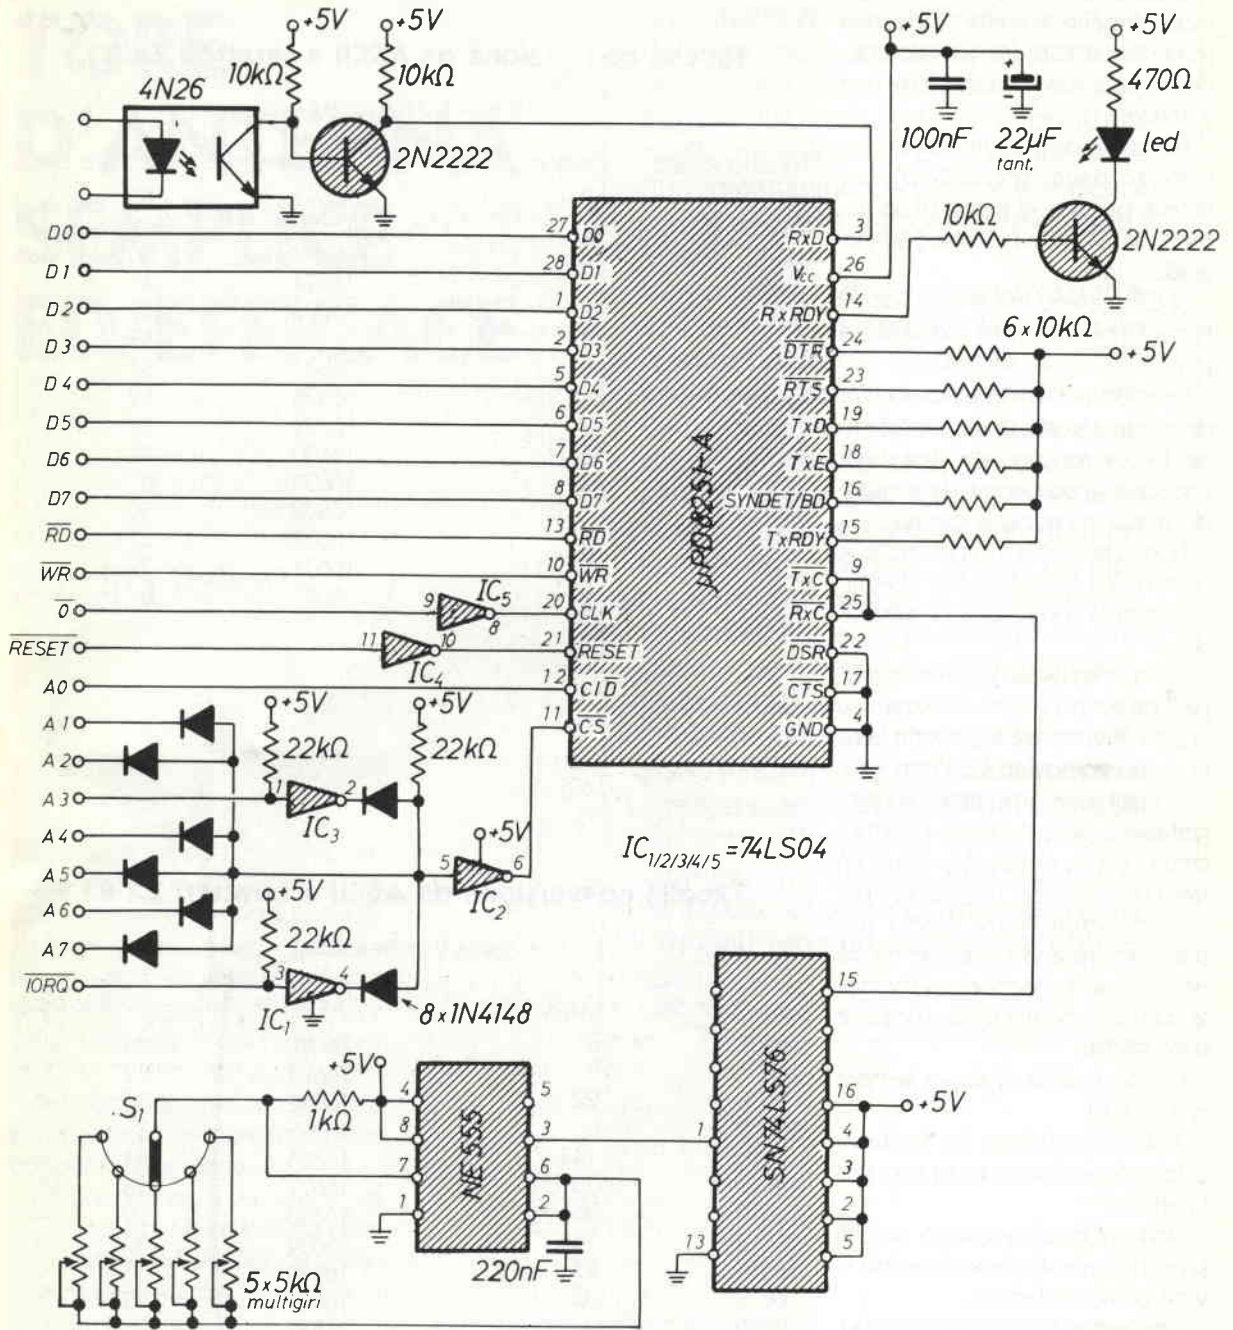 +5V
+5V
10kΩ
10kΩ
4N26
2N2222
+5V
100nF
22µF
tant.
+5V
470Ω
led
10kΩ
2N2222
D0
27
D0
RxD
3
D1
28
D1
Vcc
26
D2
1
D2
RxRDY
14
D3
2
D3
DTR
24
6x10kΩ
+5V
D4
5
D4
RTS
23
D5
6
D5
TxD
19
D6
7
D6
TxE
18
D7
8
D7
SYNDET/BD
16
RD
13
RD
TxRDY
15
WR
10
WR
TxC
9
0
9
IC5
8
20
CLK
RxC
25
RESET
11
10
IC4
21
RESET
DSR
22
A0
12
C/D
CTS
17
11
CS
GND
4
µPD8251-A
A1
A2
A3
A4
A5
A6
A7
IORQ
+5V
22kΩ
1
2
IC3
+5V
22kΩ
+5V
5
6
IC2
+5V
22kΩ
3
4
IC1
8x1N4148
IC1/2/3/4/5=74LS04
S1
+5V
1kΩ
4
8
7
1
NE555
5
3
6
2
220nF
5x5kΩ
multigiri
1
13
SN74LS76
15
16
4
3
2
5
+5V